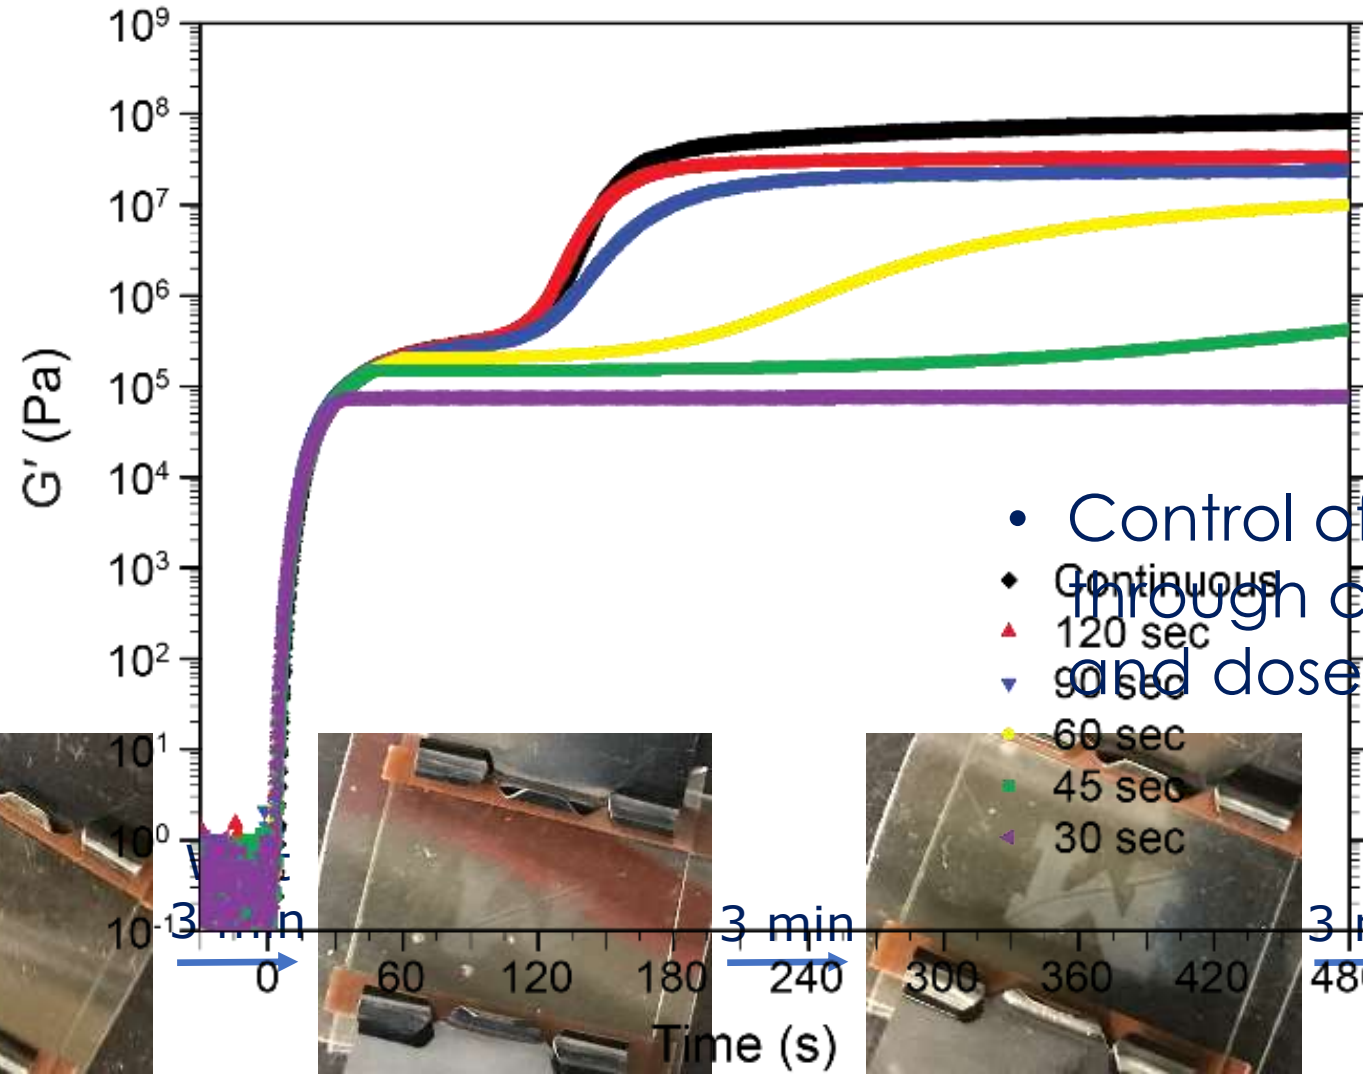 10⁹
10⁸
10⁷
10⁶
10⁵
10⁴
10³
10²
10¹
10⁰
10⁻¹
G' (Pa)
• Control of
through
and dose
Continuous
120 sec
90 sec
60 sec
45 sec
30 sec
3 min
3 min
3
0 60 120 180 240 300 360 420 480
Time (s)